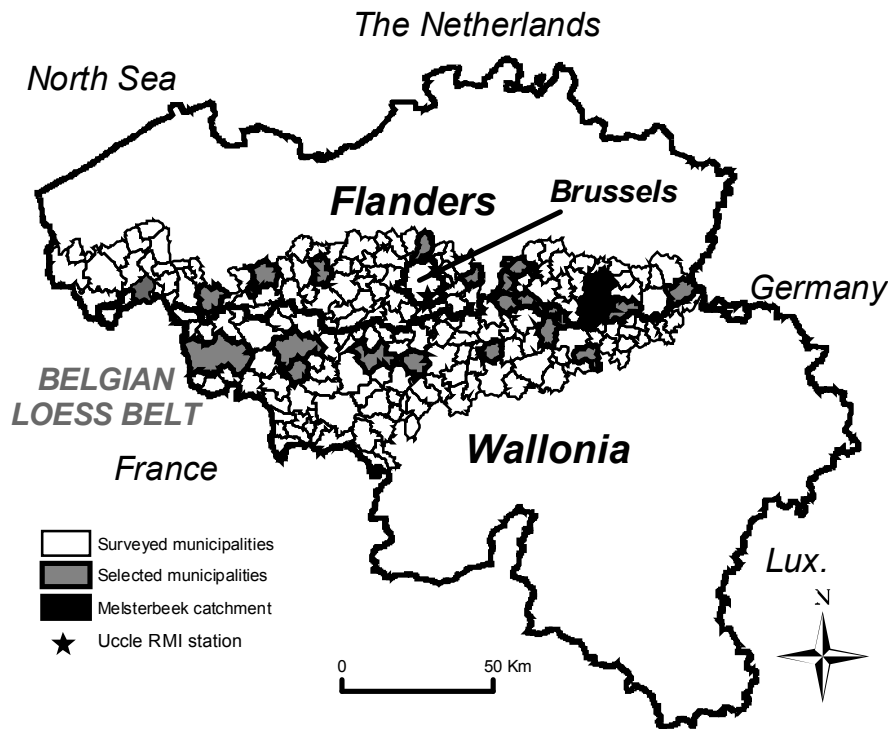 The Netherlands
North Sea
Brussels
Flanders
Germany
BELGIAN
LOESS BELT
Wallonia
France
Surveyed municipalities
Selected municipalities
Melsterbeek catchment
Uccle RMI station
Lux.
N
0 50 Km